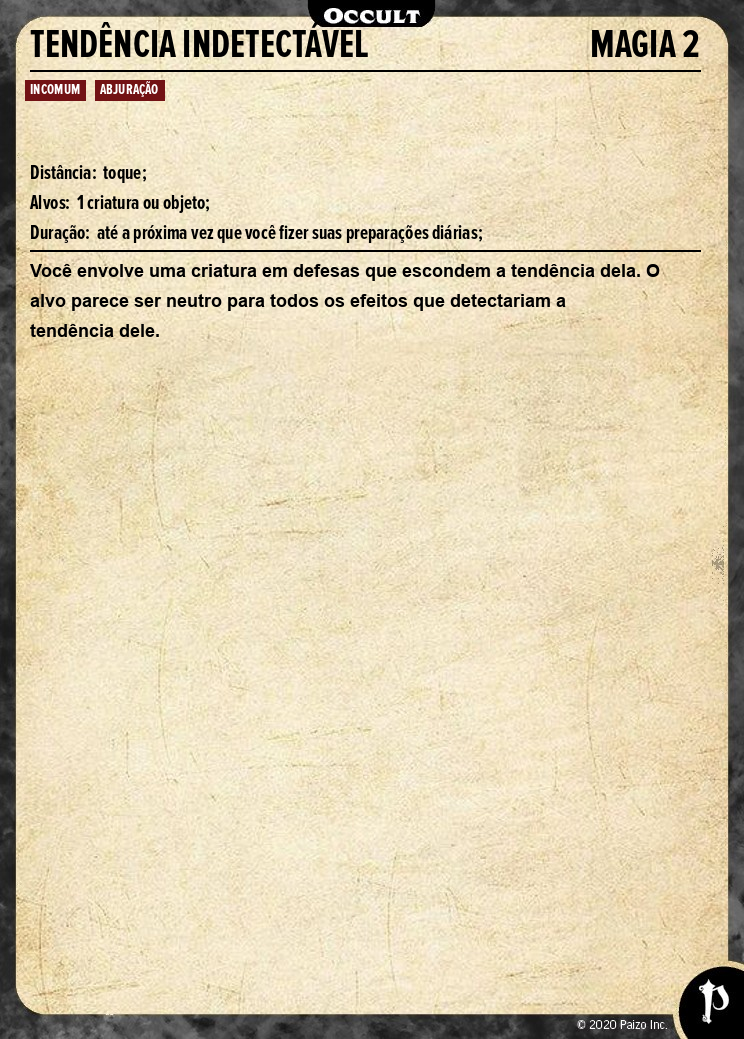 Occult
TENDÊNCIA INDETECTÁVEL MAGIA 2
INCOMUM ABJURAÇÃO
Distância: toque;
Alvos: 1 criatura ou objeto;
Duração: até a próxima vez que você fizer suas preparações diárias;
Você envolve uma criatura em defesas que escondem a tendência dela. O
alvo parece ser neutro para todos os efeitos que detectariam a
tendência dele.
© 2020 Paizo Inc.
P